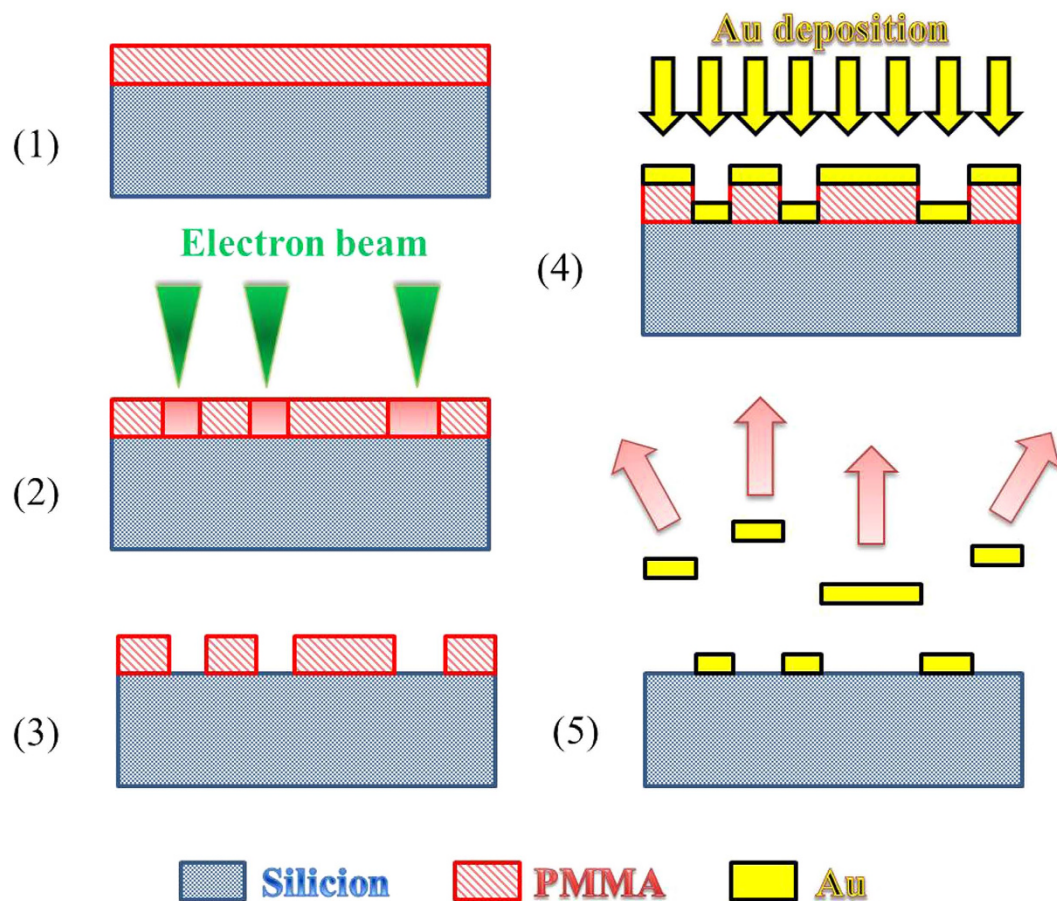 (1)
Electron beam
(2)
(3)
Au deposition
(4)
(5)
Silicion
PMMA
Au